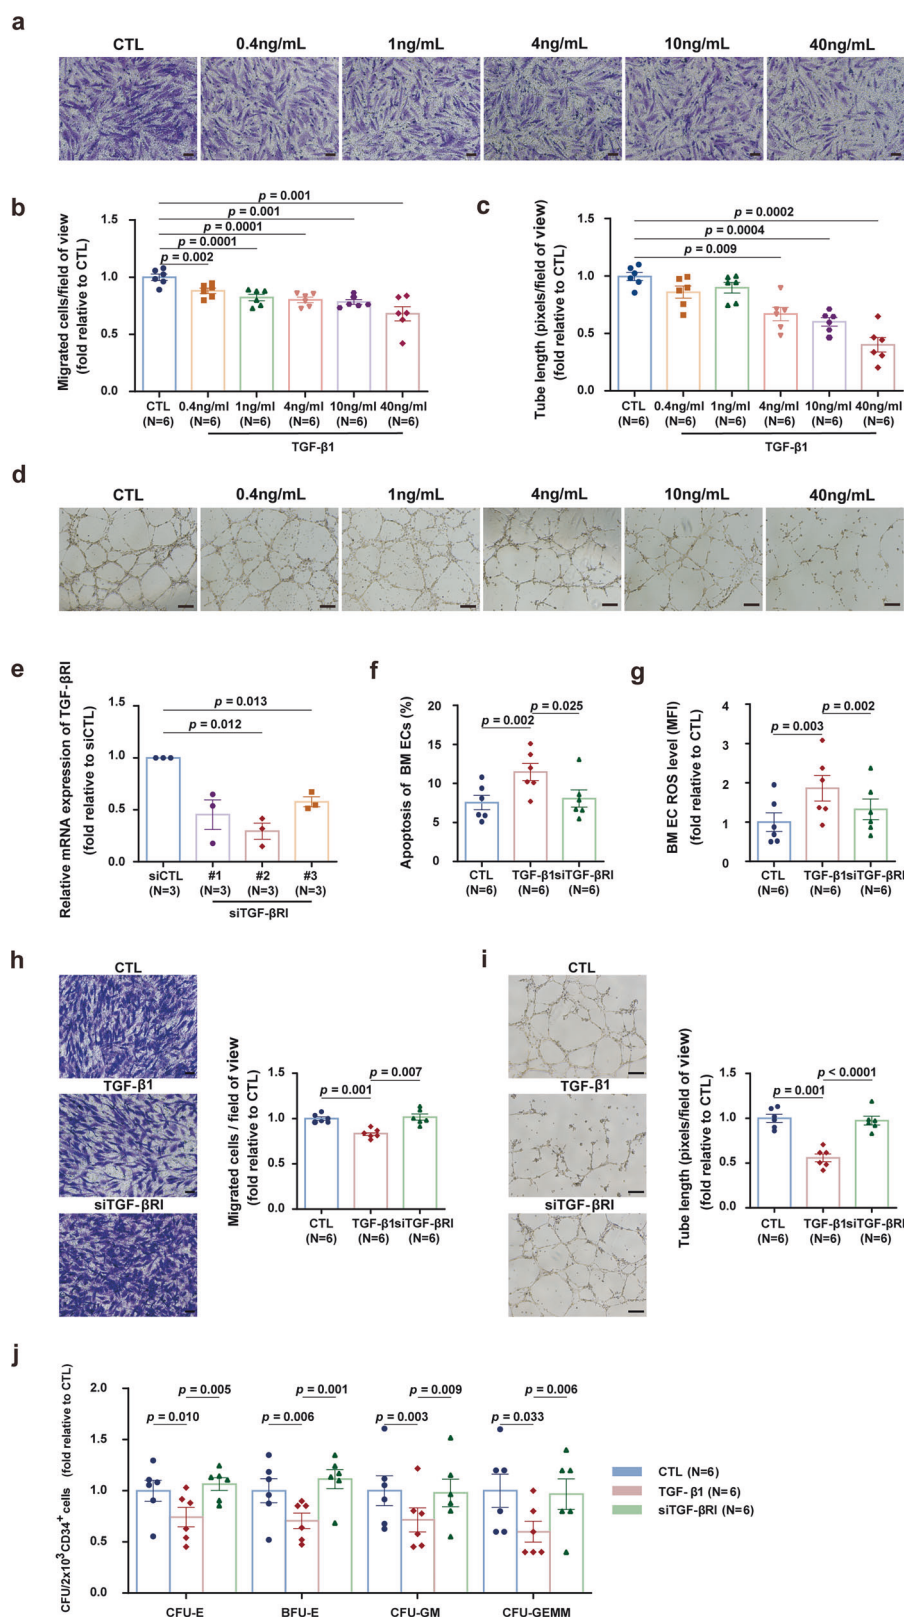 a
CTL 0.4ng/mL 1ng/mL 4ng/mL 10ng/mL 40ng/mL
b
Migrated cells/field of view
(fold relative to CTL)
1.5
1.0
0.5
0.0
p = 0.001
p = 0.001
p = 0.0001
p = 0.0001
p = 0.002
CTL 0.4ng/ml 1ng/ml 4ng/ml 10ng/ml 40ng/ml
(N=6) (N=6) (N=6) (N=6) (N=6) (N=6)
TGF-β1
c
Tube length (pixels/field of view)
(fold relative to CTL)
1.5
1.0
0.5
0.0
p = 0.0002
p = 0.0004
p = 0.009
CTL 0.4ng/ml 1ng/ml 4ng/ml 10ng/ml 40ng/ml
(N=6) (N=6) (N=6) (N=6) (N=6) (N=6)
TGF-β1
d
CTL 0.4ng/mL 1ng/mL 4ng/mL 10ng/mL 40ng/mL
e
Relative mRNA expression of TGF-βRI
(fold relative to siCTL)
1.5
1.0
0.5
0.0
p = 0.013
p = 0.012
siCTL #1 #2 #3
(N=3) (N=3) (N=3) (N=3)
siTGF-βRI
f
Apoptosis of BM ECs (%)
20
15
10
5
0
p = 0.025
p = 0.002
CTL TGF-β1 siTGF-βRI
(N=6) (N=6) (N=6)
g
BM EC ROS level (MFI)
(fold relative to CTL)
4
3
2
1
0
p = 0.002
p = 0.003
CTL TGF-β1 siTGF-βRI
(N=6) (N=6) (N=6)
h
CTL
TGF-β1
siTGF-βRI
Migrated cells / field of view
(fold relative to CTL)
1.5
1.0
0.5
0.0
p = 0.007
p = 0.001
CTL TGF-β1 siTGF-βRI
(N=6) (N=6) (N=6)
i
CTL
TGF-β1
siTGF-βRI
Tube length (pixels/field of view)
(fold relative to CTL)
1.5
1.0
0.5
0.0
p < 0.0001
p = 0.001
CTL TGF-β1 siTGF-βRI
(N=6) (N=6) (N=6)
j
CFU/2x10³CD34⁺ cells (fold relative to CTL)
2.0
1.5
1.0
0.5
0.0
p = 0.005 p = 0.001 p = 0.009 p = 0.006
p = 0.010 p = 0.006 p = 0.003 p = 0.033
CFU-E BFU-E CFU-GM CFU-GEMM
CTL (N=6)
TGF- β1 (N=6)
siTGF-βRI (N=6)